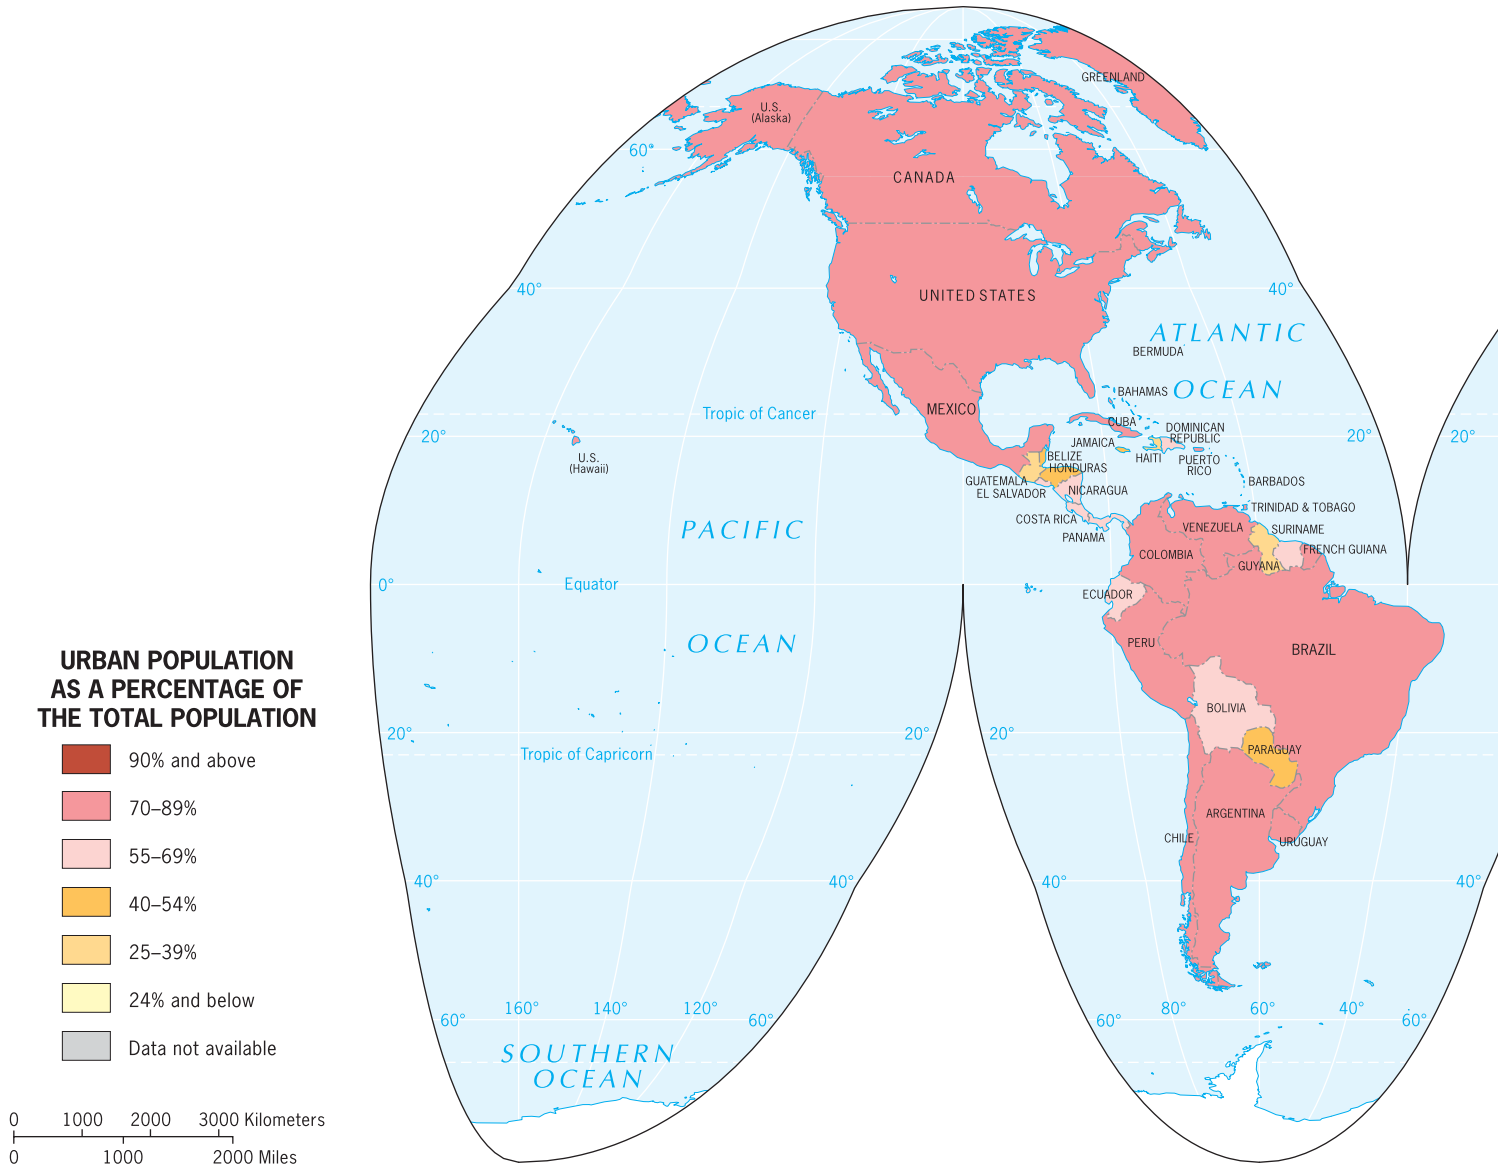 GREENLAND
U.S.
(Alaska)
60°
CANADA
40°
UNITED STATES
40°
ATLANTIC
BERMUDA
OCEAN
BAHAMAS
Tropic of Cancer
MEXICO
CUBA
DOMINICAN
REPUBLIC
20°
20°
20°
JAMAICA
HAITI
PUERTO
RICO
U.S.
(Hawaii)
BELIZE
HONDURAS
GUATEMALA
EL SALVADOR
NICARAGUA
BARBADOS
COSTA RICA
TRINIDAD & TOBAGO
PANAMA
VENEZUELA
SURINAME
FRENCH GUIANA
COLOMBIA
GUYANA
PACIFIC
0°
Equator
ECUADOR
OCEAN
PERU
BRAZIL
BOLIVIA
20°
20°
20°
Tropic of Capricorn
PARAGUAY
ARGENTINA
CHILE
URUGUAY
40°
40°
40°
40°
160°
140°
120°
60°
60°
80°
60°
40°
60°
60°
SOUTHERN
OCEAN
URBAN POPULATION
AS A PERCENTAGE OF
THE TOTAL POPULATION
90% and above
70–89%
55–69%
40–54%
25–39%
24% and below
Data not available
0 1000 2000 3000 Kilometers
0 1000 2000 Miles